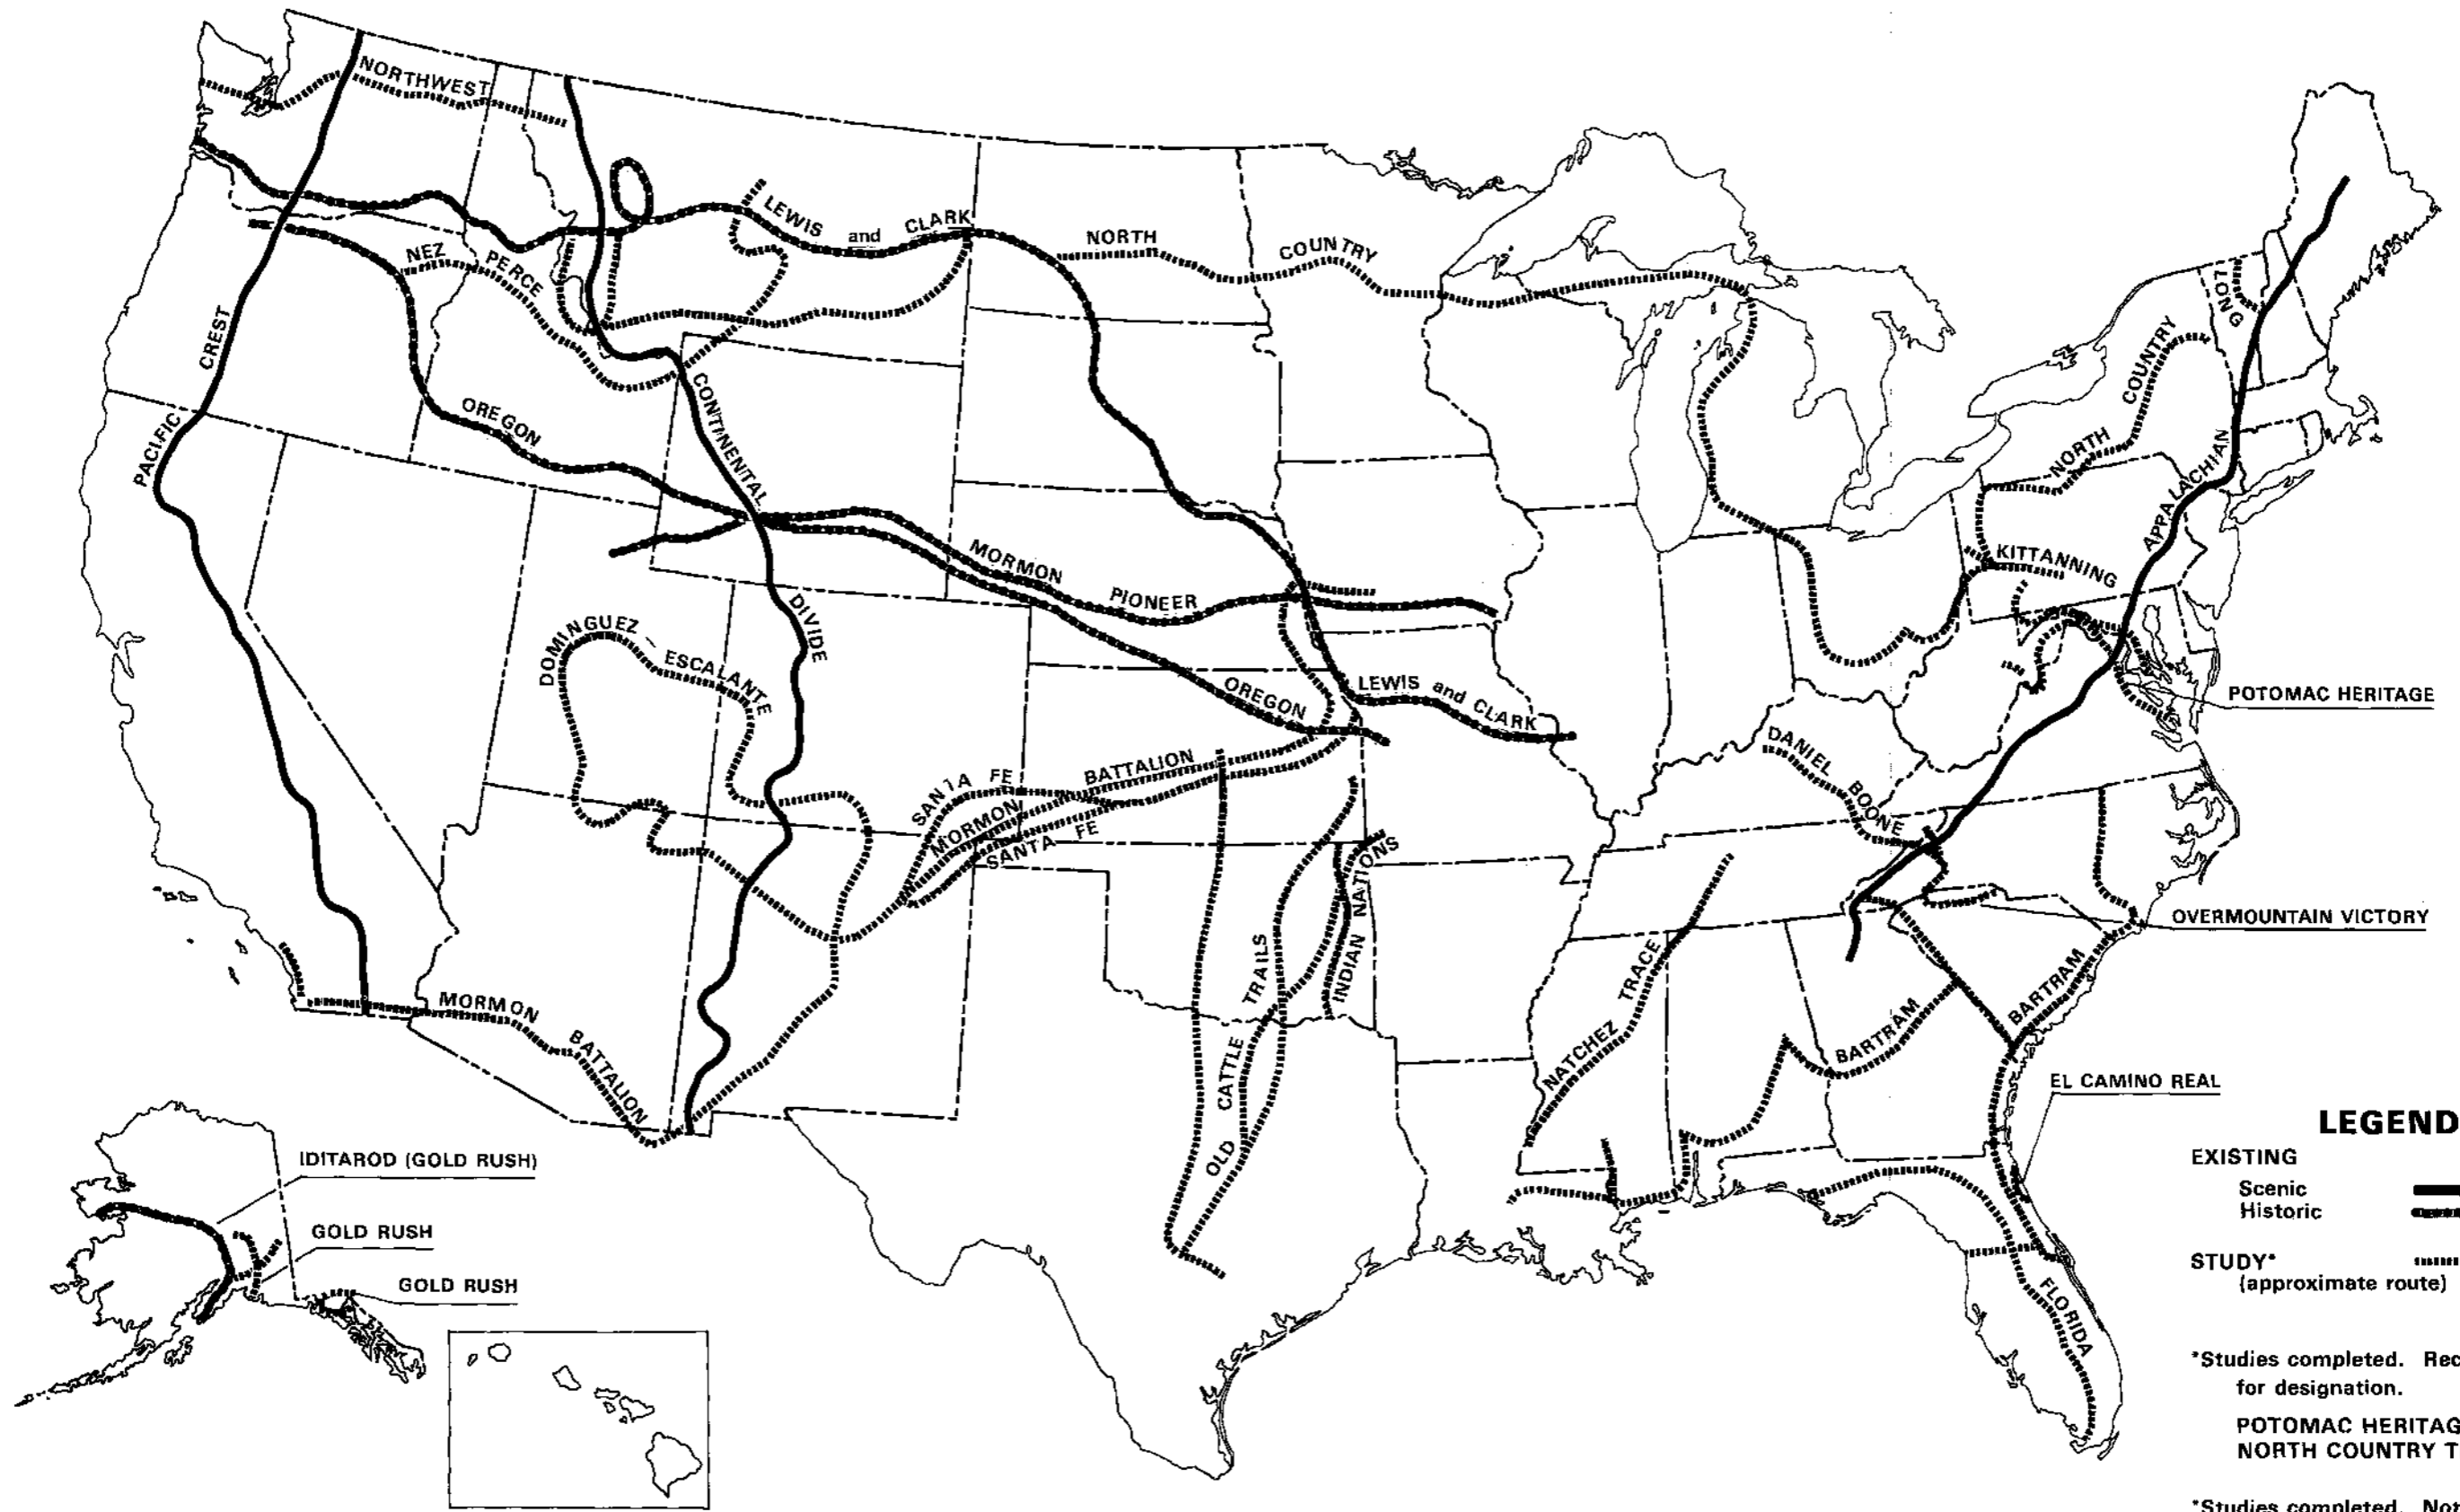 NORTHWEST
LEWIS and CLARK
NORTH COUNTRY
NEZ PERCE
LONG
CREST
PACIFIC
OREGON
CONTINENTAL
DIVIDE
COUNTRY
NORTH
APPALACHIAN
KITTANNING
MORMON
PIONEER
DOMINGUEZ - ESCALANTE
OREGON
LEWIS and CLARK
POTOMAC HERITAGE
DANIEL BOONE
SANTA FE
MORMON BATTALION
SANTA FE
INDIAN NATIONS
OLD CATTLE TRAILS
NATCHEZ TRACE
OVERMOUNTAIN VICTORY
BARTRAM
BARTRAM
MORMON BATTALION
EL CAMINO REAL
FLORIDA
IDITAROD (GOLD RUSH)
GOLD RUSH
GOLD RUSH
LEGEND
EXISTING
Scenic
Historic
STUDY*
(approximate route)
*Studies completed. Rec
for designation.
POTOMAC HERITAG
NORTH COUNTRY T
*Studies completed. Not